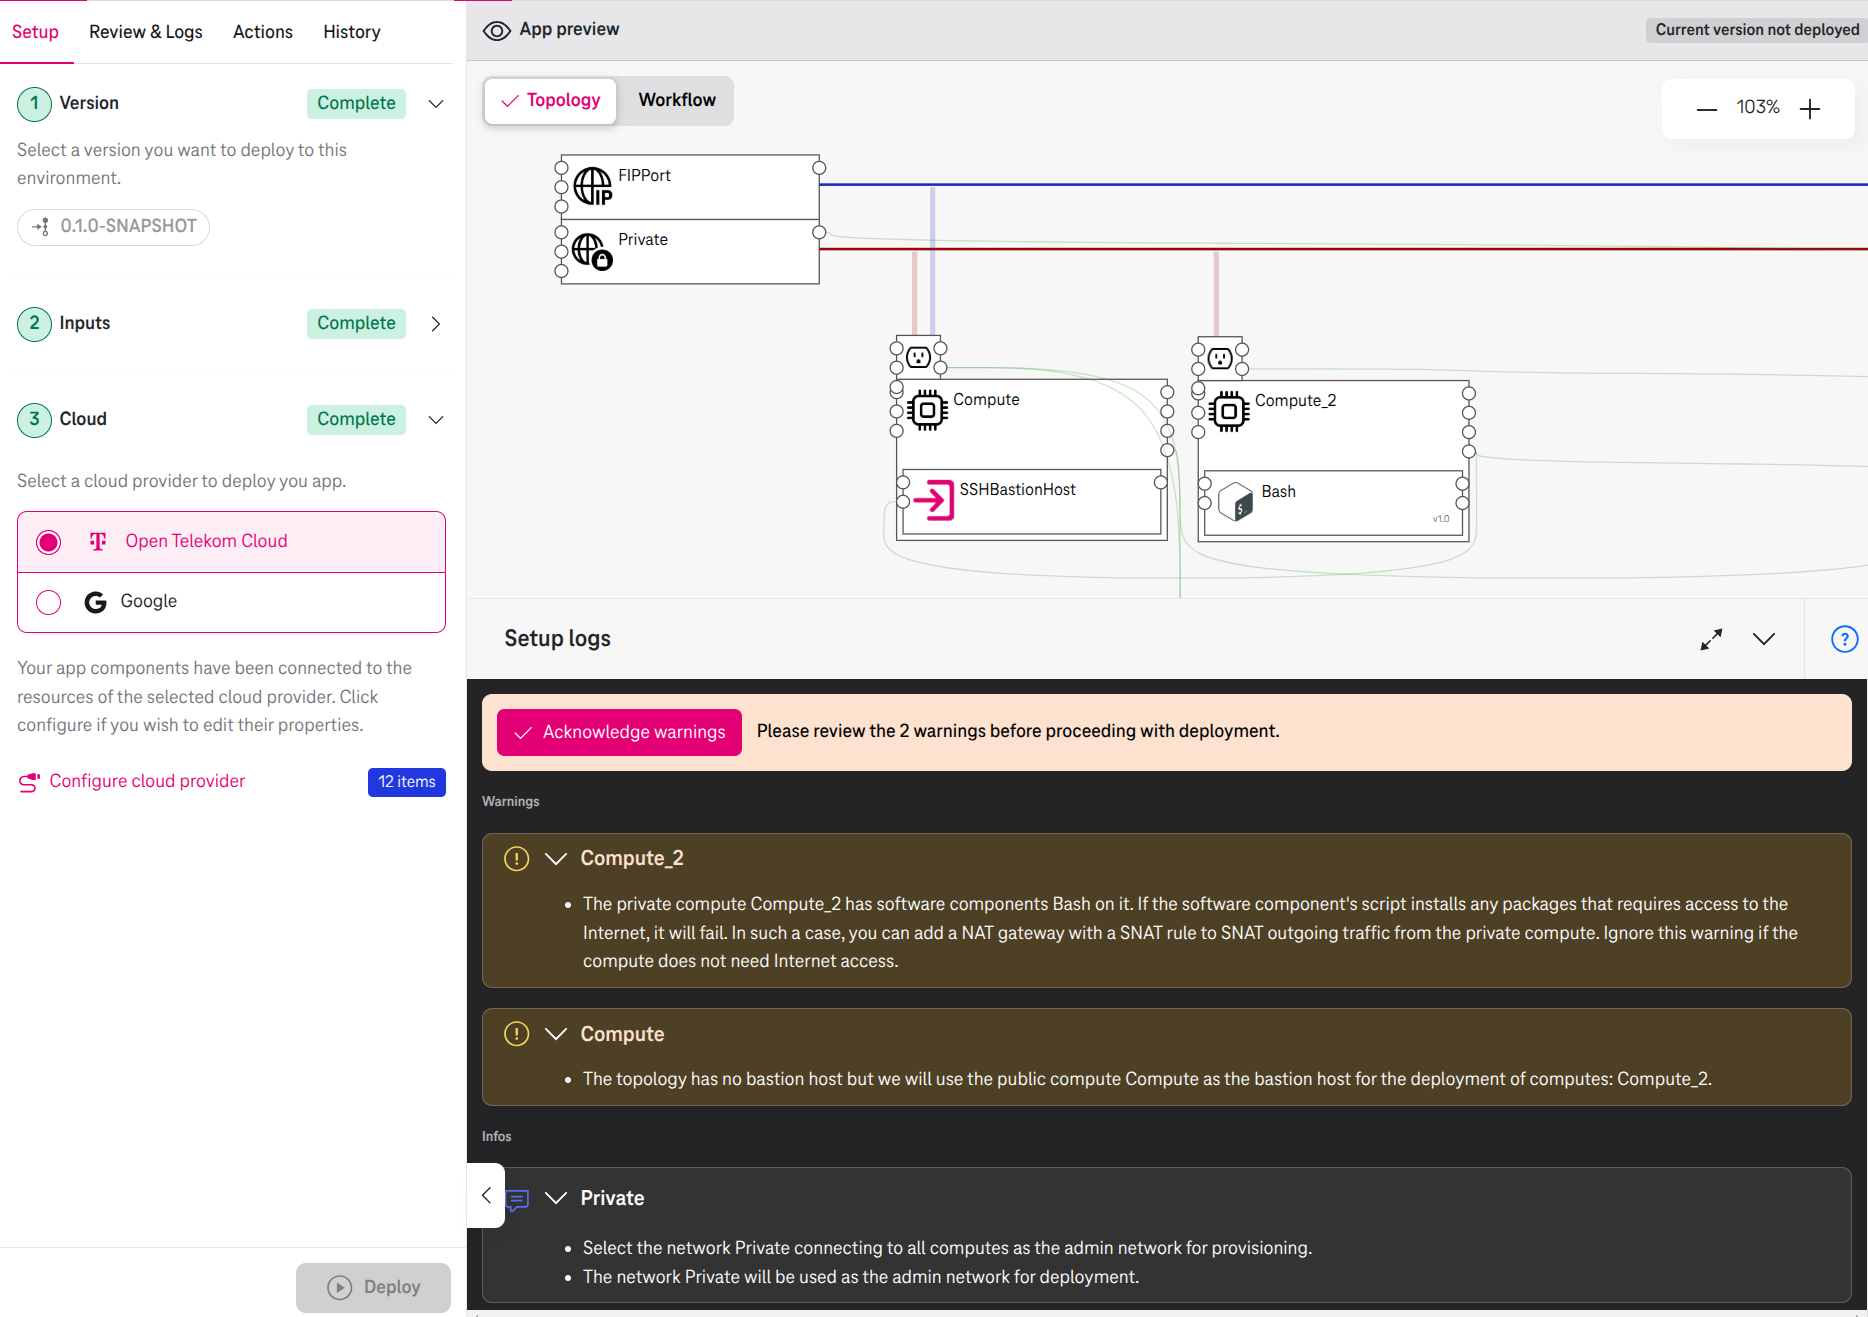 Setup
Review & Logs
Actions
History
1
Version
Complete
Select a version you want to deploy to this
environment.
0.1.0-SNAPSHOT
2
Inputs
Complete
3
Cloud
Complete
Select a cloud provider to deploy you app.
Open Telekom Cloud
Google
Your app components have been connected to the
resources of the selected cloud provider. Click
configure if you wish to edit their properties.
Configure cloud provider
12 items
Deploy
App preview
Current version not deployed
Topology
Workflow
103%
IP
FIPPort
Private
Compute
SSHBastionHost
Compute_2
Bash
v1.0
Setup logs
?
Acknowledge warnings
Please review the 2 warnings before proceeding with deployment.
Warnings
Compute_2
• The private compute Compute_2 has software components Bash on it. If the software component's script installs any packages that requires access to the
Internet, it will fail. In such a case, you can add a NAT gateway with a SNAT rule to SNAT outgoing traffic from the private compute. Ignore this warning if the
compute does not need Internet access.
Compute
• The topology has no bastion host but we will use the public compute Compute as the bastion host for the deployment of computes: Compute_2.
Infos
Private
• Select the network Private connecting to all computes as the admin network for provisioning.
• The network Private will be used as the admin network for deployment.